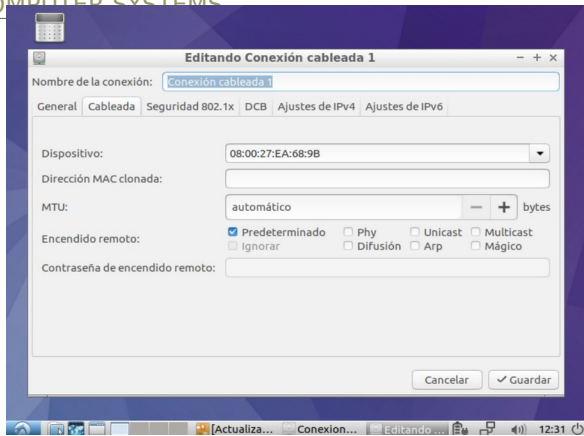 COMPUTER SYSTEMS
Editando Conexión cableada 1
Nombre de la conexión: Conexión cableada 1
General Cableada Seguridad 802.1x DCB Ajustes de IPv4 Ajustes de IPv6
Dispositivo: 08:00:27:EA:68:9B
Dirección MAC clonada:
MTU: automático bytes
Encendido remoto: Predeterminado Phy Unicast Multicast
Ignorar Difusión Arp Mágico
Contraseña de encendido remoto:
Cancelar Guardar
[Actualiza... Conexion... Editando ... 12:31